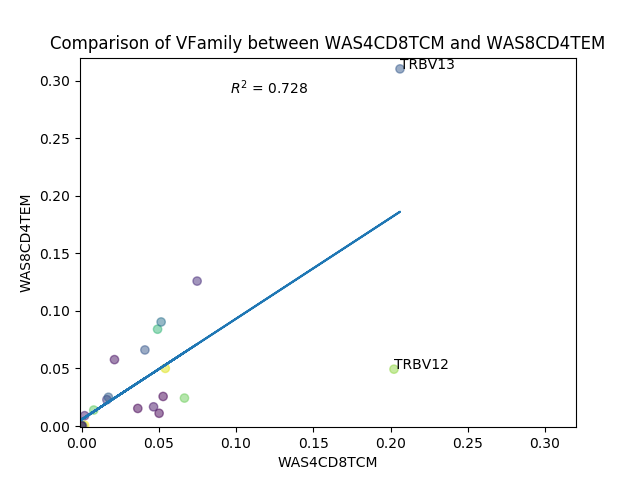 Comparison of VFamily between WAS4CD8TCM and WAS8CD4TEM
TRBV13
R² = 0.728
TRBV12
0.30
0.25
0.20
0.15
0.10
0.05
0.00
WAS8CD4TEM
0.00 0.05 0.10 0.15 0.20 0.25 0.30
WAS4CD8TCM